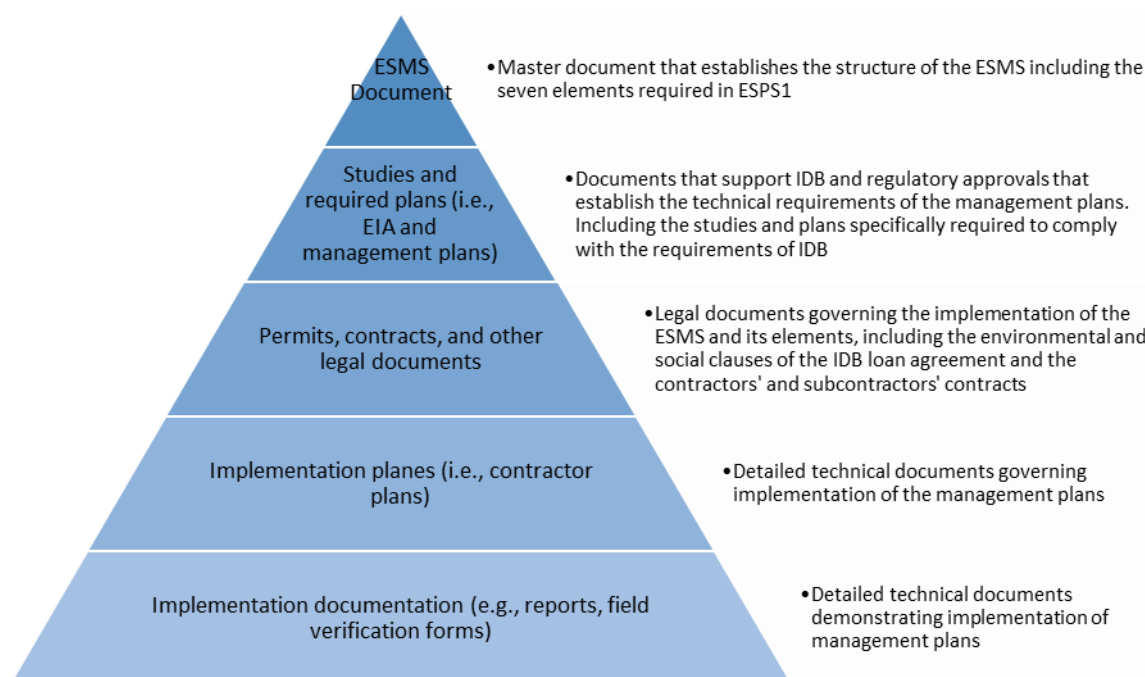 ESMS
Document
•Master document that establishes the structure of the ESMS including the
seven elements required in ESPS1
Studies and
required plans (i.e.,
EIA and
management plans)
•Documents that support IDB and regulatory approvals that
establish the technical requirements of the management plans.
Including the studies and plans specifically required to comply
with the requirements of IDB
Permits, contracts, and other
legal documents
•Legal documents governing the implementation of the
ESMS and its elements, including the environmental and
social clauses of the IDB loan agreement and the
contractors' and subcontractors' contracts
Implementation planes (i.e., contractor
plans)
•Detailed technical documents governing
implementation of the management plans
Implementation documentation (e.g., reports, field
verification forms)
•Detailed technical documents
demonstrating implementation of
management plans